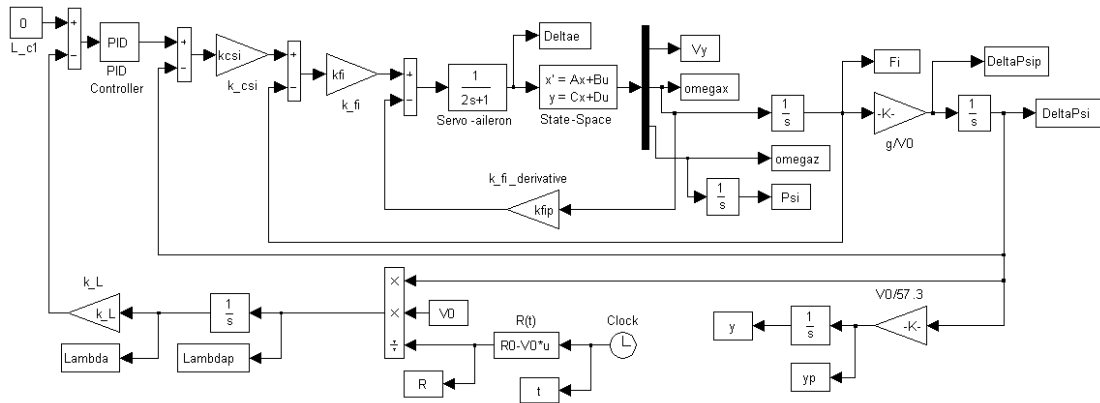 0
L_c1
PID
PID
Controller
kcsi
k_csi
kfi
k_fi
1
2s+1
Servo -aileron
Deltae
x' = Ax+Bu
y = Cx+Du
State-Space
Vy
omegax
1
s
Fi
-K-
g/V0
DeltaPsip
1
s
DeltaPsi
omegaz
1
s
Psi
k_fi_derivative
kfip
k_L
k_L
1
s
Lambda
Lambdap
×
×
÷
V0
R(t)
R0-V0*u
Clock
R
t
V0/57.3
-K-
1
s
y
yp